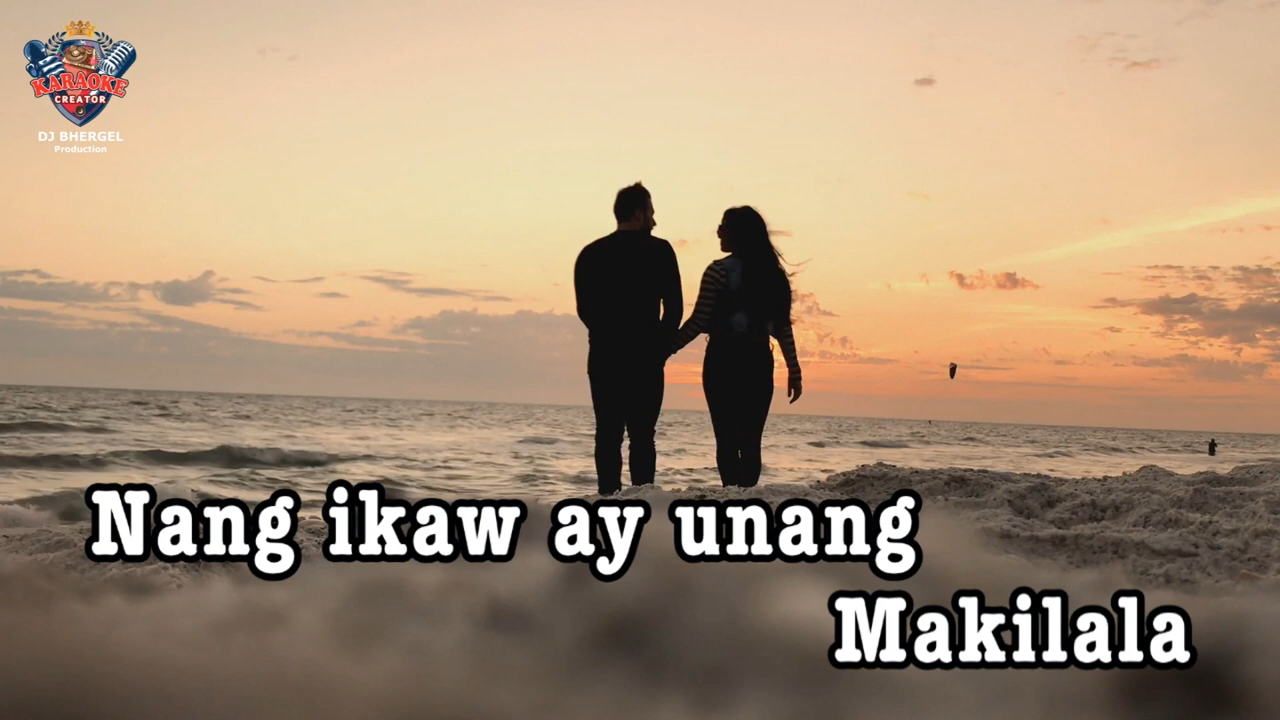 KARAOKE
CREATOR
DJ BHERGEL
Production
Nang ikaw ay unang
Makilala